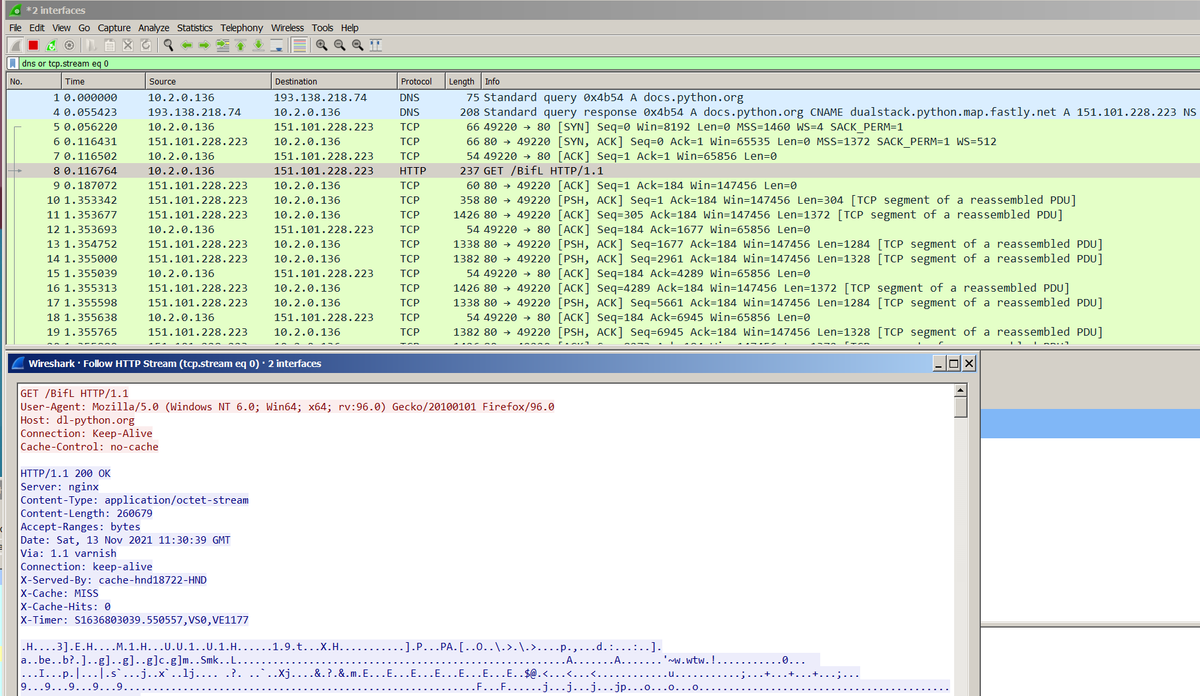 *2 interfaces
File Edit View Go Capture Analyze Statistics Telephony Wireless Tools Help
dns or tcp.stream eq 0
No. Time Source Destination Protocol Length Info
1 0.000000 10.2.0.136 193.138.218.74 DNS 75 Standard query 0x4b54 A docs.python.org
4 0.055423 193.138.218.74 10.2.0.136 DNS 208 Standard query response 0x4b54 A docs.python.org CNAME dualstack.python.map.fastly.net A 151.101.228.223 NS
5 0.056220 10.2.0.136 151.101.228.223 TCP 66 49220 → 80 [SYN] Seq=0 Win=8192 Len=0 MSS=1460 WS=4 SACK_PERM=1
6 0.116431 151.101.228.223 10.2.0.136 TCP 66 80 → 49220 [SYN, ACK] Seq=0 Ack=1 Win=65535 Len=0 MSS=1372 SACK_PERM=1 WS=512
7 0.116502 10.2.0.136 151.101.228.223 TCP 54 49220 → 80 [ACK] Seq=1 Ack=1 Win=65856 Len=0
8 0.116764 10.2.0.136 151.101.228.223 HTTP 237 GET /BifL HTTP/1.1
9 0.187072 151.101.228.223 10.2.0.136 TCP 60 80 → 49220 [ACK] Seq=1 Ack=184 Win=147456 Len=0
10 1.353342 151.101.228.223 10.2.0.136 TCP 358 80 → 49220 [PSH, ACK] Seq=1 Ack=184 Win=147456 Len=304 [TCP segment of a reassembled PDU]
11 1.353677 151.101.228.223 10.2.0.136 TCP 1426 80 → 49220 [ACK] Seq=305 Ack=184 Win=147456 Len=1372 [TCP segment of a reassembled PDU]
12 1.353693 10.2.0.136 151.101.228.223 TCP 54 49220 → 80 [ACK] Seq=184 Ack=1677 Win=65856 Len=0
13 1.354752 151.101.228.223 10.2.0.136 TCP 1338 80 → 49220 [PSH, ACK] Seq=1677 Ack=184 Win=147456 Len=1284 [TCP segment of a reassembled PDU]
14 1.355000 151.101.228.223 10.2.0.136 TCP 1382 80 → 49220 [PSH, ACK] Seq=2961 Ack=184 Win=147456 Len=1328 [TCP segment of a reassembled PDU]
15 1.355039 10.2.0.136 151.101.228.223 TCP 54 49220 → 80 [ACK] Seq=184 Ack=4289 Win=65856 Len=0
16 1.355313 151.101.228.223 10.2.0.136 TCP 1426 80 → 49220 [ACK] Seq=4289 Ack=184 Win=147456 Len=1372 [TCP segment of a reassembled PDU]
17 1.355598 151.101.228.223 10.2.0.136 TCP 1338 80 → 49220 [PSH, ACK] Seq=5661 Ack=184 Win=147456 Len=1284 [TCP segment of a reassembled PDU]
18 1.355638 10.2.0.136 151.101.228.223 TCP 54 49220 → 80 [ACK] Seq=184 Ack=6945 Win=65856 Len=0
19 1.355765 151.101.228.223 10.2.0.136 TCP 1382 80 → 49220 [PSH, ACK] Seq=6945 Ack=184 Win=147456 Len=1328 [TCP segment of a reassembled PDU]
Wireshark · Follow HTTP Stream (tcp.stream eq 0) · 2 interfaces
GET /BifL HTTP/1.1
User-Agent: Mozilla/5.0 (Windows NT 6.0; Win64; x64; rv:96.0) Gecko/20100101 Firefox/96.0
Host: dl-python.org
Connection: Keep-Alive
Cache-Control: no-cache
HTTP/1.1 200 OK
Server: nginx
Content-Type: application/octet-stream
Content-Length: 260679
Accept-Ranges: bytes
Date: Sat, 13 Nov 2021 11:30:39 GMT
Via: 1.1 varnish
Connection: keep-alive
X-Served-By: cache-hnd18722-HND
X-Cache: MISS
X-Cache-Hits: 0
X-Timer: S1636803039.550557,VS0,VE1177
.H....3].E.H....M.1.H...U.U.1..U.1.H......1.9.t...X.H...........].P...PA.[..O..\.>.\.>....p.,...d.:...:..].